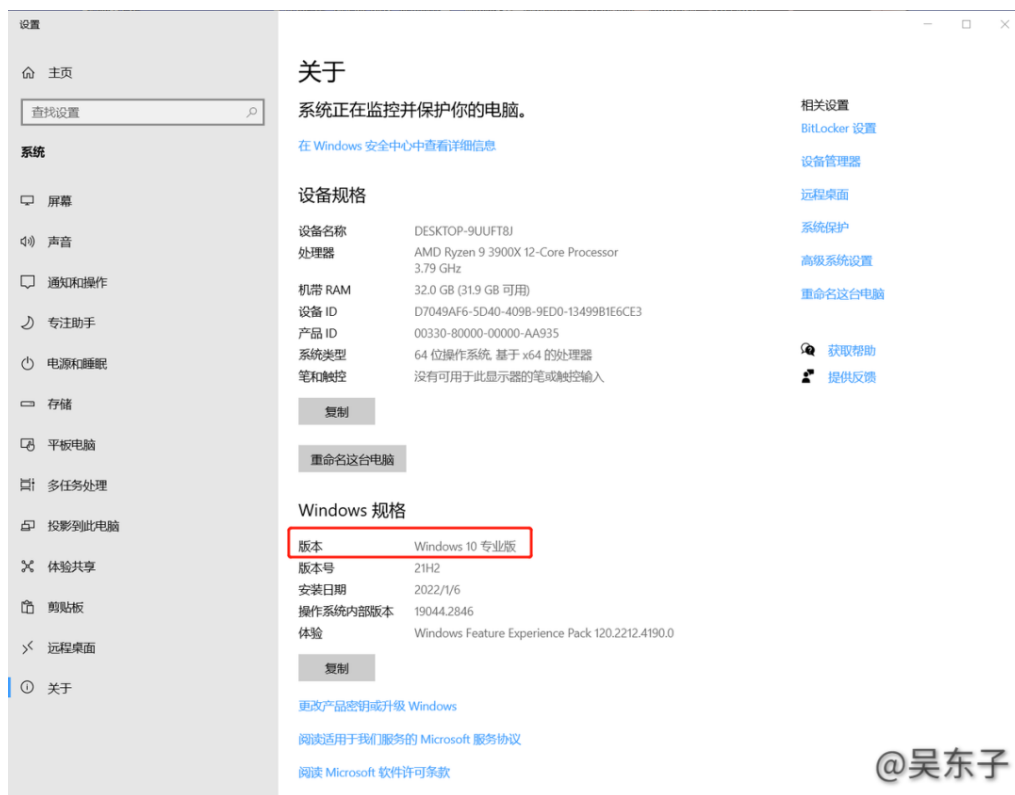 设置
主页
查找设置
系统
屏幕
声音
通知和操作
专注助手
电源和睡眠
存储
平板电脑
多任务处理
投影到此电脑
体验共享
剪贴板
远程桌面
关于
关于
系统正在监控并保护你的电脑。
在 Windows 安全中心中查看详细信息
设备规格
设备名称 DESKTOP-9UUFT8J
处理器 AMD Ryzen 9 3900X 12-Core Processor
3.79 GHz
机带 RAM 32.0 GB (31.9 GB 可用)
设备 ID D7049AF6-5D40-409B-9ED0-13499B1E6CE3
产品 ID 00330-80000-00000-AA935
系统类型 64 位操作系统, 基于 x64 的处理器
笔和触控 没有可用于此显示器的笔或触控输入
复制
重命名这台电脑
Windows 规格
版本 Windows 10 专业版
版本号 21H2
安装日期 2022/1/6
操作系统内部版本 19044.2846
体验 Windows Feature Experience Pack 120.2212.4190.0
复制
更改产品密钥或升级 Windows
阅读适用于我们服务的 Microsoft 服务协议
阅读 Microsoft 软件许可条款
相关设置
BitLocker 设置
设备管理器
远程桌面
系统保护
高级系统设置
重命名这台电脑
获取帮助
提供反馈
@吴东子